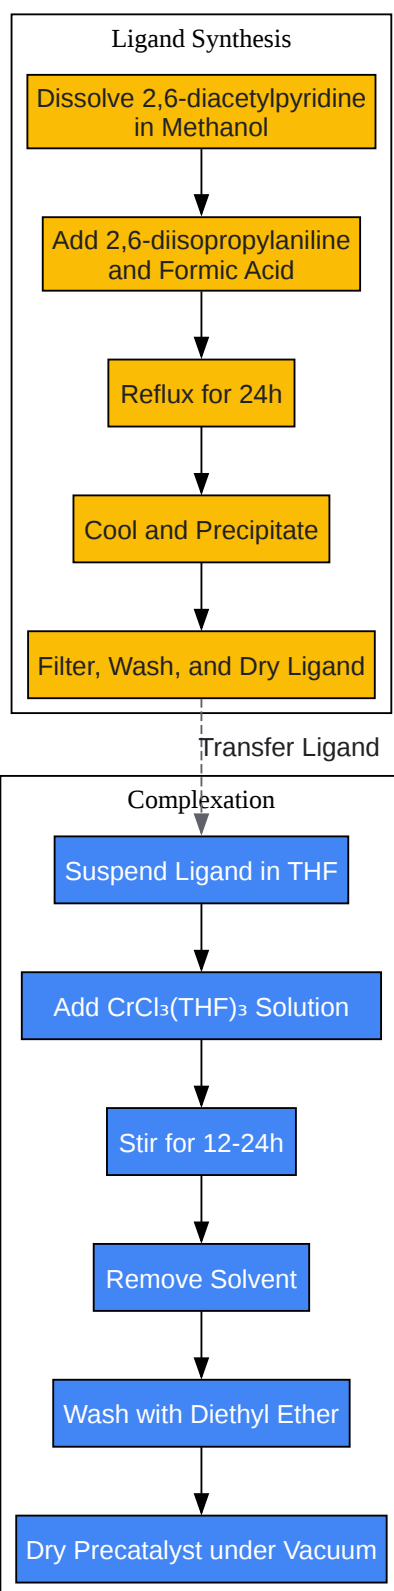 Ligand Synthesis
Dissolve 2,6-diacetylpyridine
in Methanol
Add 2,6-diisopropylaniline
and Formic Acid
Reflux for 24h
Cool and Precipitate
Filter, Wash, and Dry Ligand
Transfer Ligand
Complexation
Suspend Ligand in THF
Add CrCl₃(THF)₃ Solution
Stir for 12-24h
Remove Solvent
Wash with Diethyl Ether
Dry Precatalyst under Vacuum